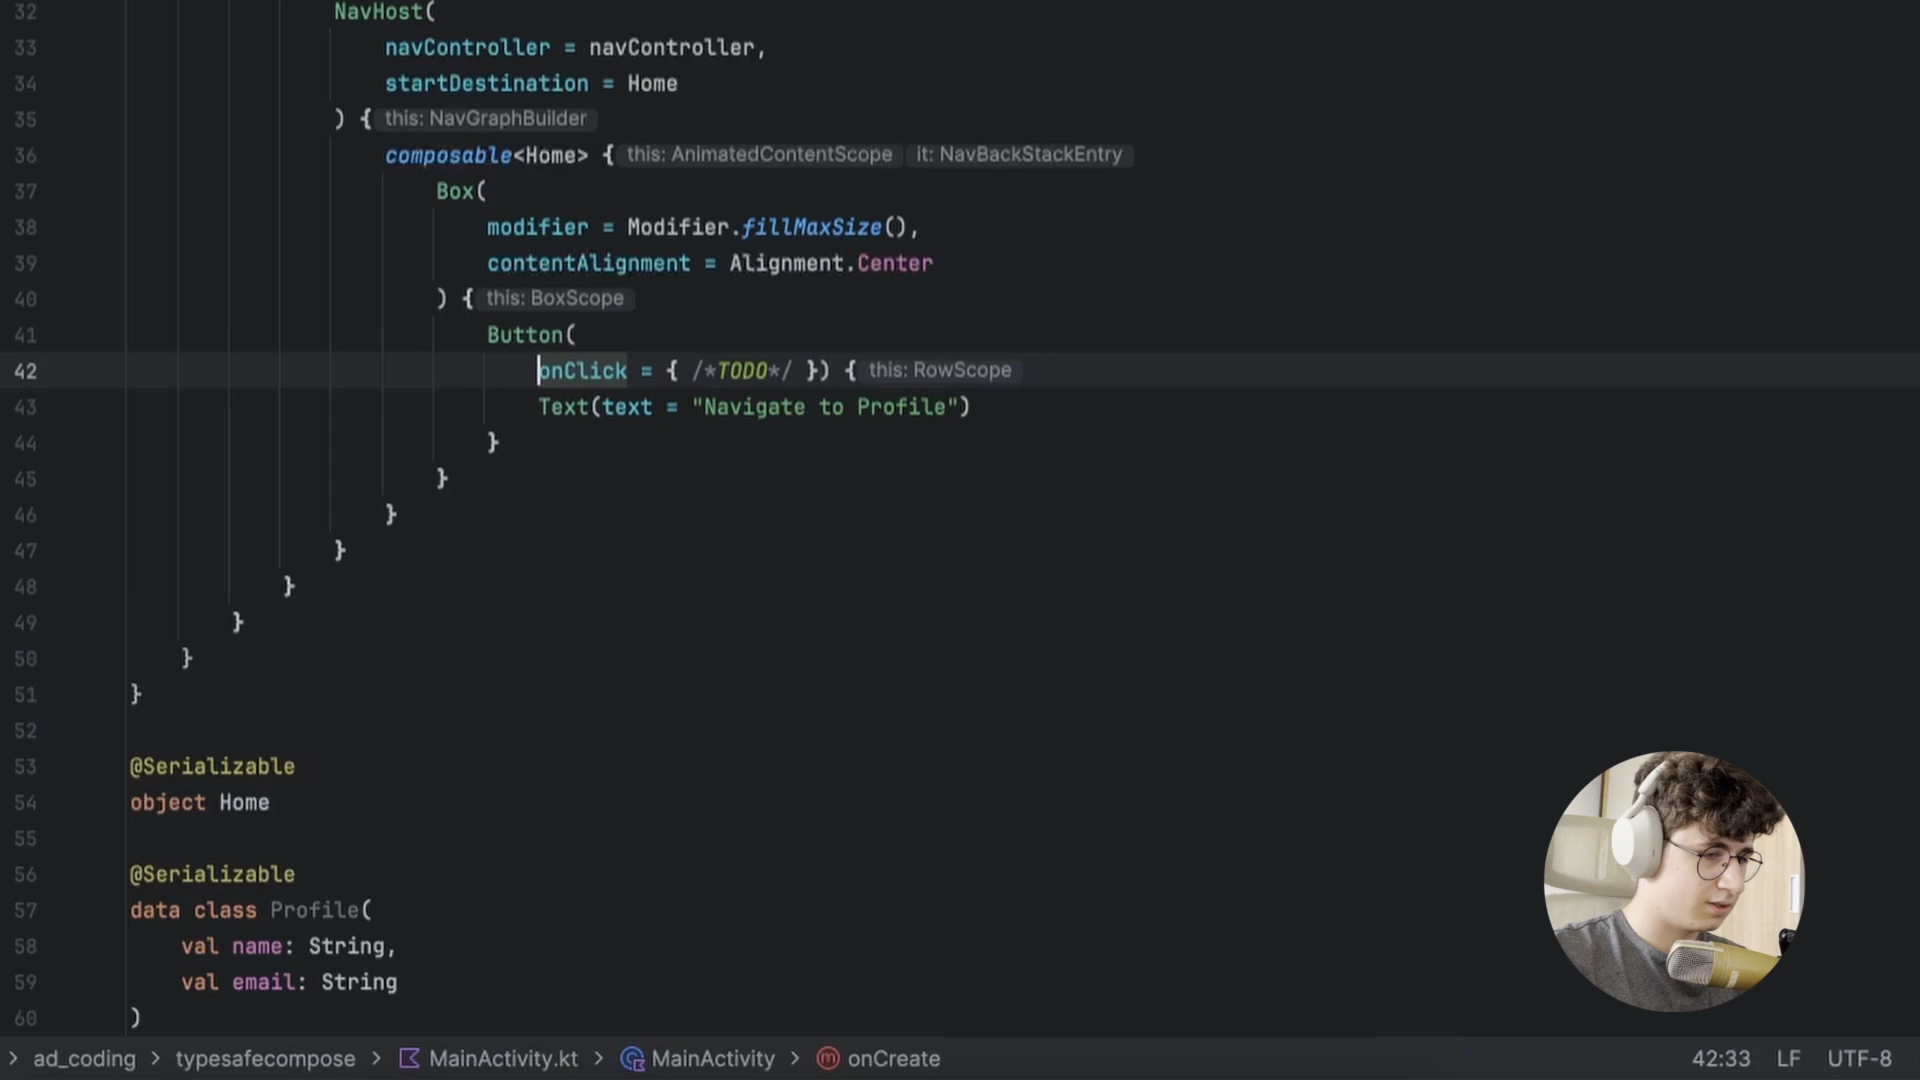 32 NavHost(
33 navController = navController,
34 startDestination = Home
35 ) { this: NavGraphBuilder
36 composable<Home> { this: AnimatedContentScope it: NavBackStackEntry
37 Box(
38 modifier = Modifier.fillMaxSize(),
39 contentAlignment = Alignment.Center
40 ) { this: BoxScope
41 Button(
42 onClick = { /*TODO*/ }) { this: RowScope
43 Text(text = "Navigate to Profile")
44 }
45 }
46 }
47 }
48 }
49 }
50 }
51 }
52
53 @Serializable
54 object Home
55
56 @Serializable
57 data class Profile(
58 val name: String,
59 val email: String
60 )
> ad_coding > typesafecompose > MainActivity.kt > MainActivity > m onCreate 42:33 LF UTF-8